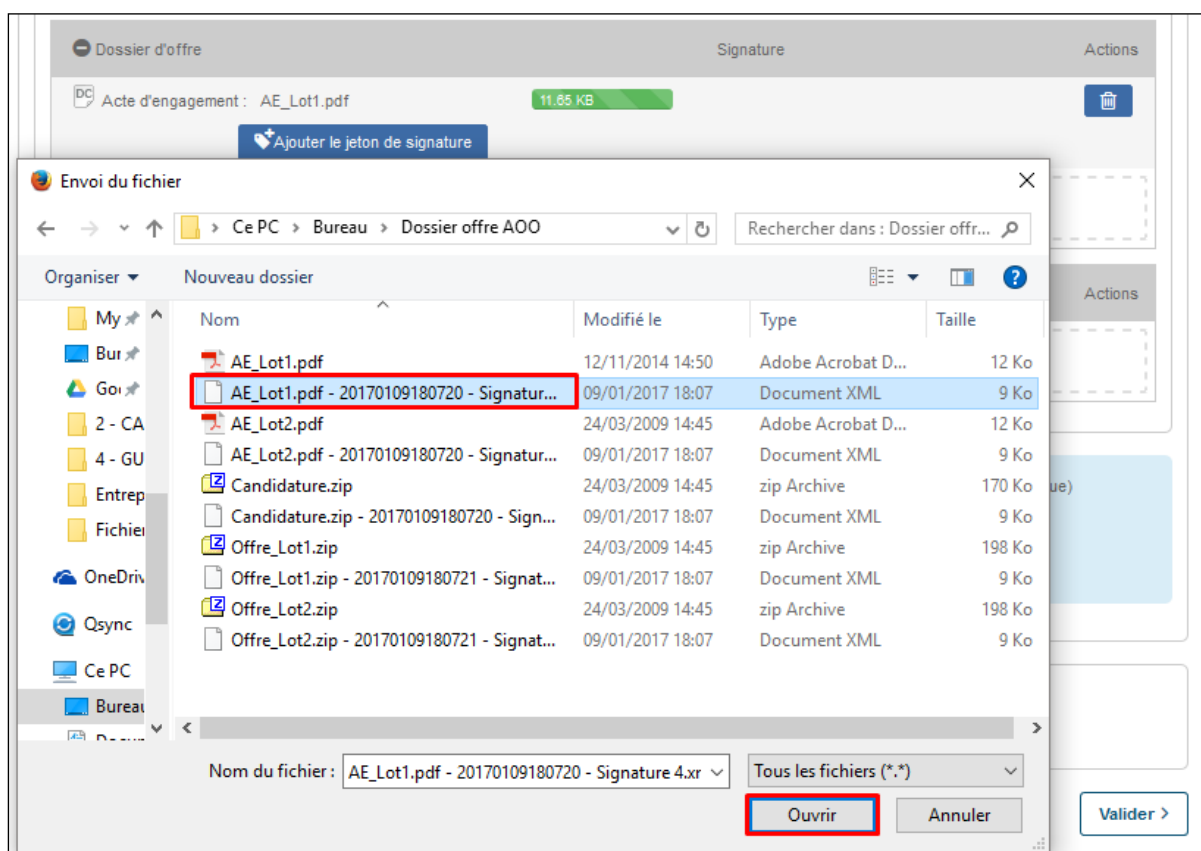 Dossier d'offre Signature Actions
DC Acte d'engagement : AE_Lot1.pdf 11.65 KB
Ajouter le jeton de signature
Envoi du fichier
Ce PC > Bureau > Dossier offre AOO Rechercher dans : Dossier offr...
Organiser Nouveau dossier ?
Actions
Nom Modifié le Type Taille
My
Bur
Goo
2 - CA
4 - GU
Entrep
Fichier
OneDriv
Qsync
Ce PC
Bureau
AE_Lot1.pdf 12/11/2014 14:50 Adobe Acrobat D... 12 Ko
AE_Lot1.pdf - 20170109180720 - Signatur... 09/01/2017 18:07 Document XML 9 Ko
AE_Lot2.pdf 24/03/2009 14:45 Adobe Acrobat D... 12 Ko
AE_Lot2.pdf - 20170109180720 - Signatur... 09/01/2017 18:07 Document XML 9 Ko
Candidature.zip 24/03/2009 14:45 zip Archive 170 Ko
Candidature.zip - 20170109180720 - Sign... 09/01/2017 18:07 Document XML 9 Ko
Offre_Lot1.zip 24/03/2009 14:45 zip Archive 198 Ko
Offre_Lot1.zip - 20170109180721 - Signat... 09/01/2017 18:07 Document XML 9 Ko
Offre_Lot2.zip 24/03/2009 14:45 zip Archive 198 Ko
Offre_Lot2.zip - 20170109180721 - Signat... 09/01/2017 18:07 Document XML 9 Ko
ue)
Nom du fichier : AE_Lot1.pdf - 20170109180720 - Signature 4.xr Tous les fichiers (*.*)
Ouvrir Annuler
Valider >